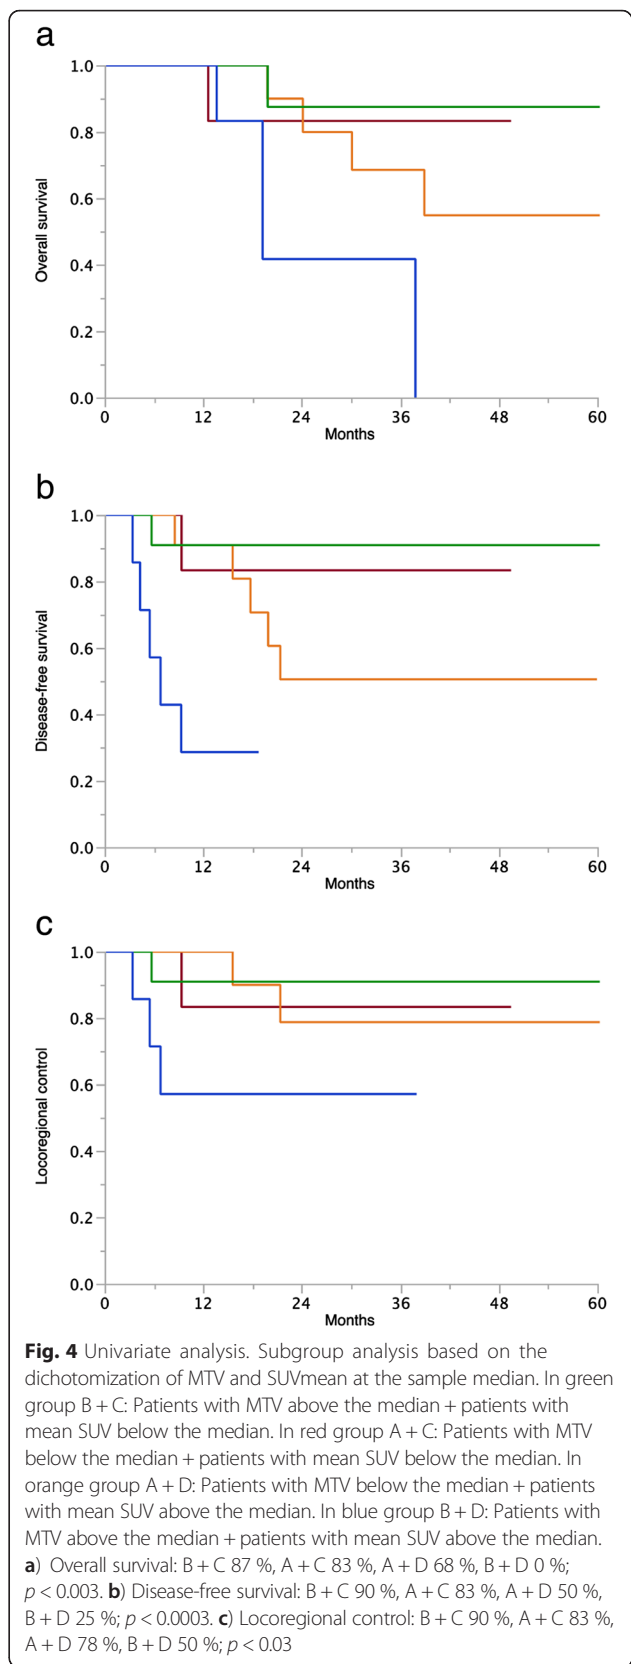 a
1.0
0.8
0.6
0.4
0.2
0.0
Overall survival
0 12 24 36 48 60
Months
b
1.0
0.8
0.6
0.4
0.2
0.0
Disease-free survival
0 12 24 36 48 60
Months
c
1.0
0.8
0.6
0.4
0.2
0.0
Locoregional control
0 12 24 36 48 60
Months
Fig. 4 Univariate analysis. Subgroup analysis based on the
dichotomization of MTV and SUVmean at the sample median. In green
group B + C: Patients with MTV above the median + patients with
mean SUV below the median. In red group A + C: Patients with MTV
below the median + patients with mean SUV below the median. In
orange group A + D: Patients with MTV below the median + patients
with mean SUV above the median. In blue group B + D: Patients with
MTV above the median + patients with mean SUV above the median.
a) Overall survival: B + C 87 %, A + C 83 %, A + D 68 %, B + D 0 %;
p < 0.003. b) Disease-free survival: B + C 90 %, A + C 83 %, A + D 50 %,
B + D 25 %; p < 0.0003. c) Locoregional control: B + C 90 %, A + C 83 %,
A + D 78 %, B + D 50 %; p < 0.03